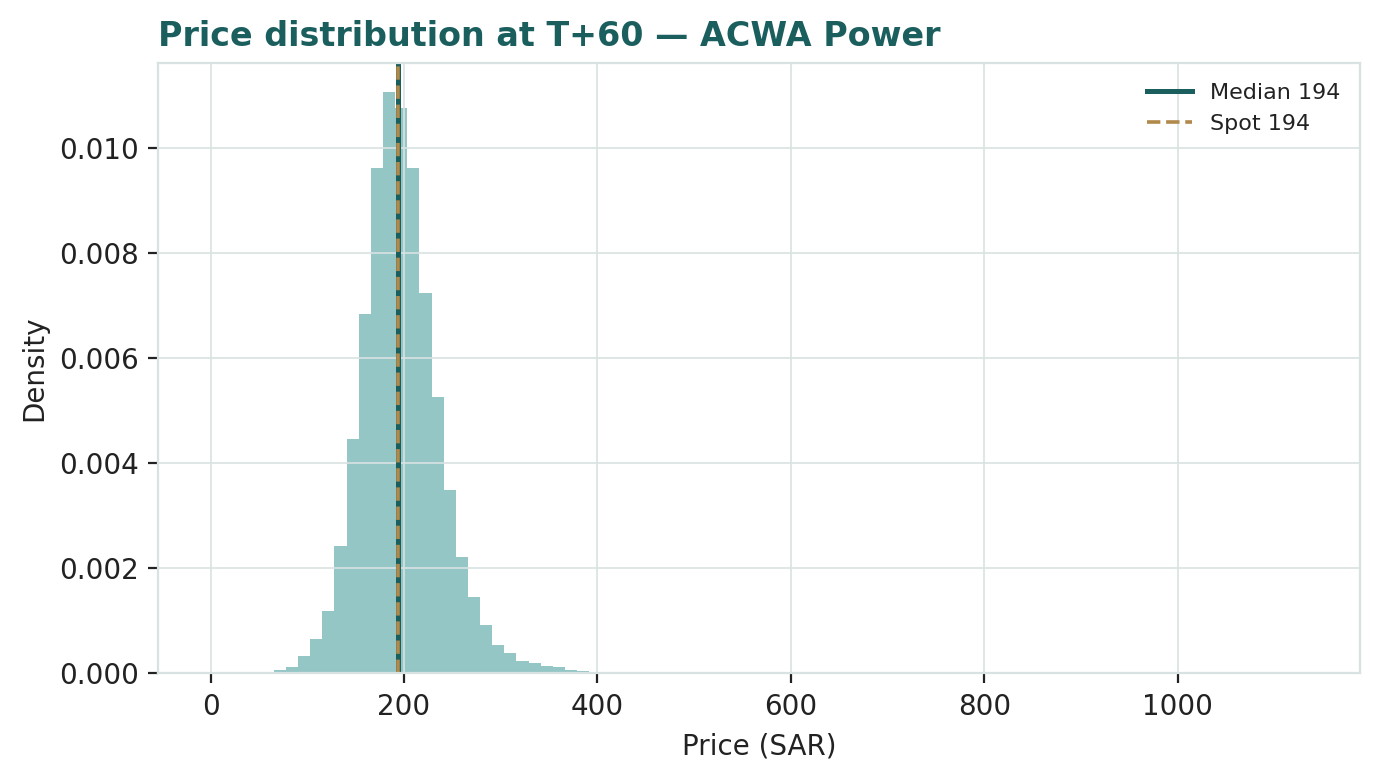 Price distribution at T+60 — ACWA Power
Median 194
Spot 194
0.010
0.008
0.006
0.004
0.002
0.000
Density
0 200 400 600 800 1000
Price (SAR)